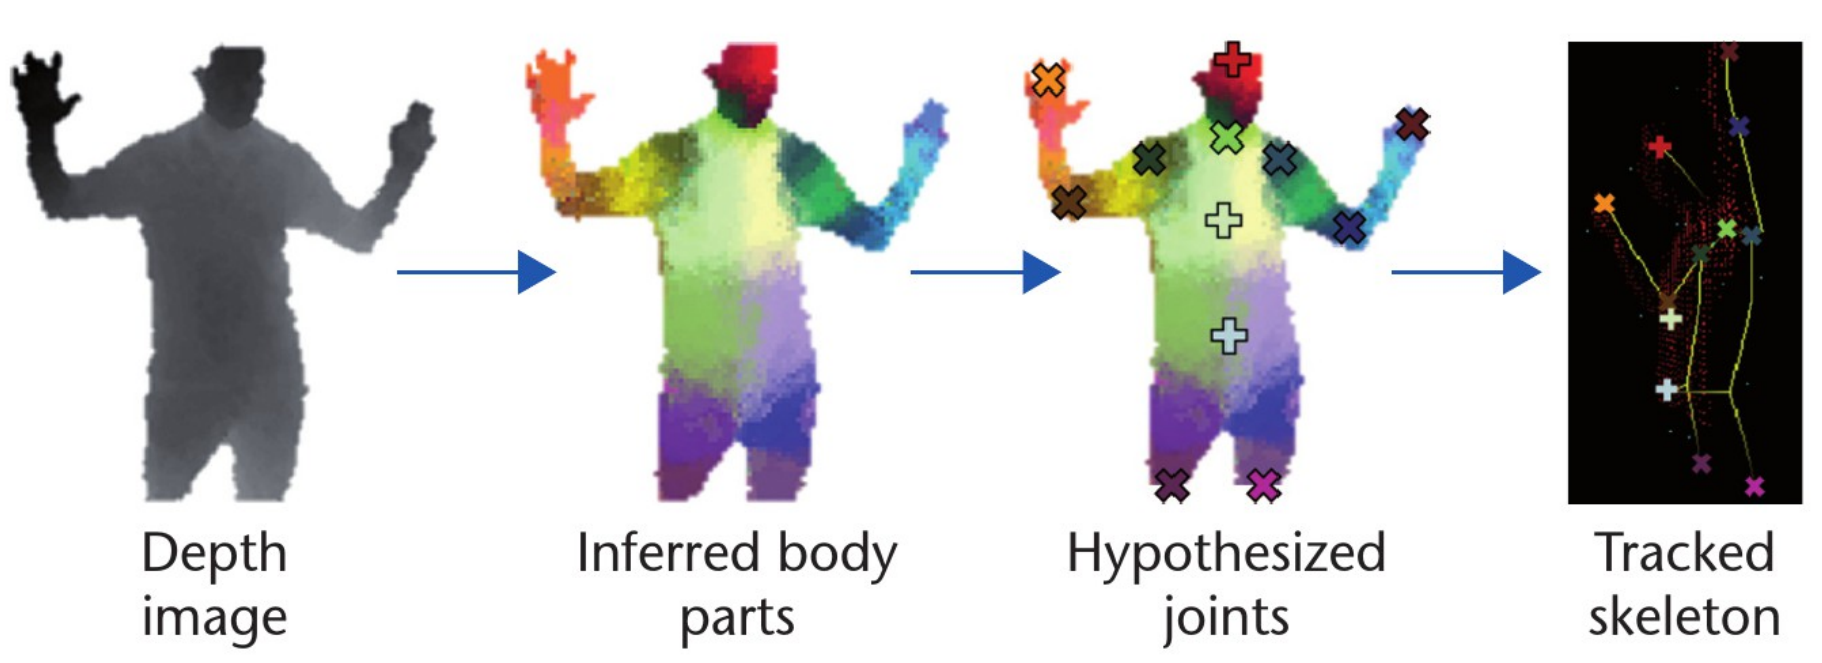 Depth
image
Inferred body
parts
Hypothesized
joints
Tracked
skeleton